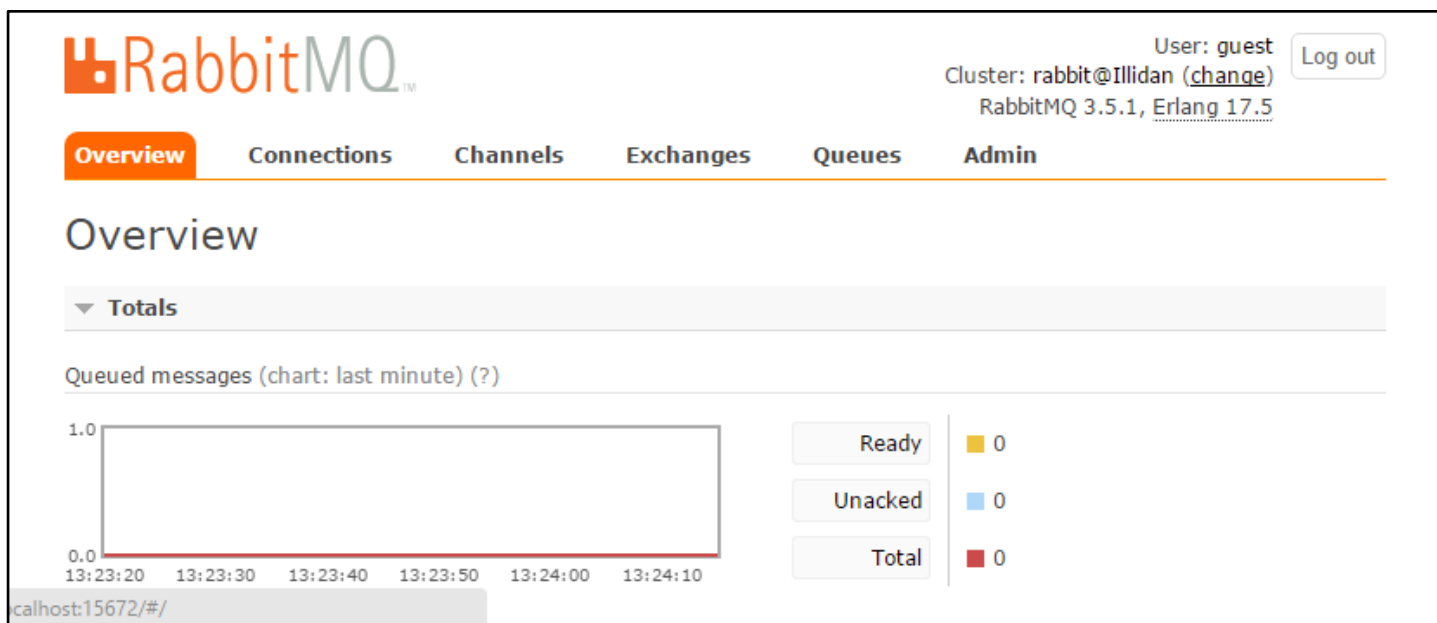 RabbitMQ™
User: guest
Log out
Cluster: rabbit@Illidan (change)
RabbitMQ 3.5.1, Erlang 17.5
Overview Connections Channels Exchanges Queues Admin
Overview
Totals
Queued messages (chart: last minute) (?)
1.0
0.0
13:23:20 13:23:30 13:23:40 13:23:50 13:24:00 13:24:10
Ready 0
Unacked 0
Total 0
calhost:15672/#/